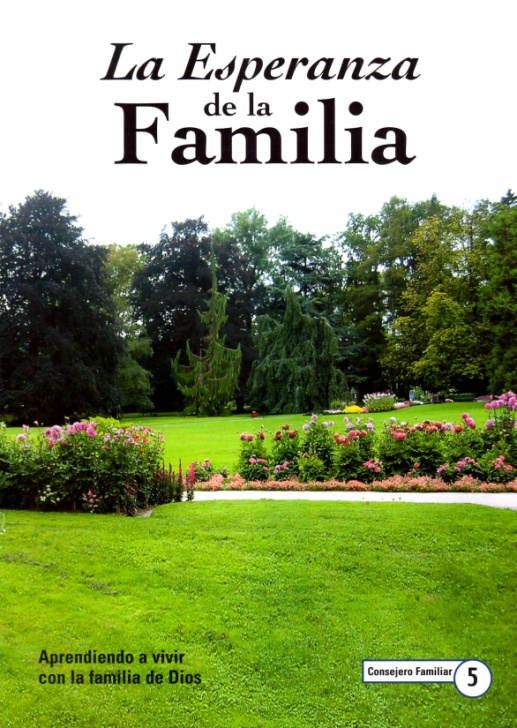 La Esperanza
de la
Familia
Aprendiendo a vivir
con la familia de Dios
Consejero Familiar 5